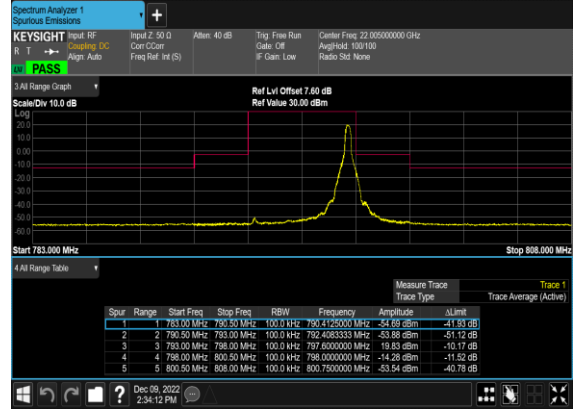 Spectrum Analyzer 1
Spurious Emissions
KEYSIGHT Input: RF Input Z: 50 Ω Atten: 40 dB Trig: Free Run Center Freq: 22.005000000 GHz
R T Coupling: DC Corr CCorr Gate: Off Avg|Hold: 100/100
Align: Auto Freq Ref: Int (S) IF Gain: Low Radio Std: None
PASS
3 All Range Graph
Ref Lvl Offset 7.60 dB
Scale/Div 10.0 dB Ref Value 30.00 dBm
Log
20.0
10.0
0.00
-10.0
-20.0
-30.0
-40.0
-50.0
-60.0
Start 783.000 MHz Stop 808.000 MHz
4 All Range Table
Measure Trace Trace 1
Trace Type Trace Average (Active)
Spur Range Start Freq Stop Freq RBW Frequency Amplitude ΔLimit
1 1 783.00 MHz 790.50 MHz 100.0 kHz 790.4125000 MHz -54.69 dBm -41.93 dB
2 2 790.50 MHz 793.00 MHz 100.0 kHz 792.4083333 MHz -53.88 dBm -51.12 dB
3 3 793.00 MHz 798.00 MHz 100.0 kHz 797.6000000 MHz 19.83 dBm -10.17 dB
4 4 798.00 MHz 800.50 MHz 100.0 kHz 798.0000000 MHz -14.28 dBm -11.52 dB
5 5 800.50 MHz 808.00 MHz 100.0 kHz 800.7500000 MHz -53.54 dBm -40.78 dB
Dec 09, 2022
2:34:12 PM